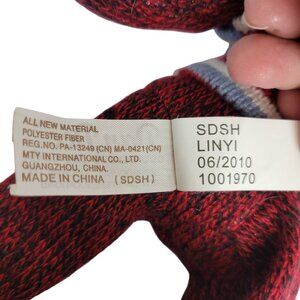 ALL NEW MATERIAL
POLYESTER FIBER
REG.NO. PA-13249 (CN) MA-0421(CN)
MTY INTERNATIONAL CO., LTD.
GUANGZHOU, CHINA.
MADE IN CHINA (SDSH)
SDSH
LINYI
06/2010
1001970